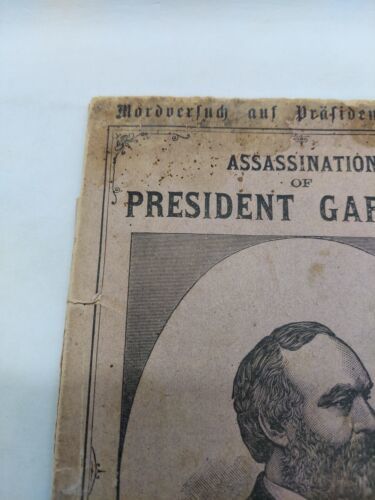 Mordversuch auf Präsiden
ASSASSINATION
OF
PRESIDENT GAR